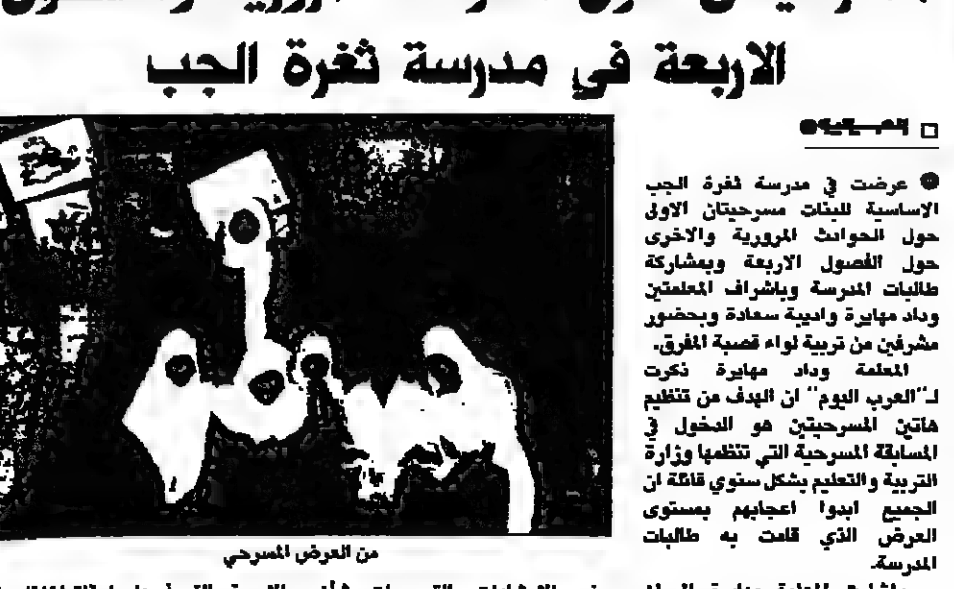 الاربعة في مدرسة ثغرة الجب
عرضت في مدرسة ثغرة الجب
الاساسية للبنات مسرحيتان الاولى
حول الحوادث المرورية والاخرى
حول الفصول الاربعة وبمشاركة
طالبات المدرسة وباشراف المعلمتين
وداد مهايرة واديبة سعادة وبحضور
مشرفين من تربية لواء قصبة المفرق.
المعلمة وداد مهايرة ذكرت
لـ"العرب اليوم" ان الهدف من تنظيم
هاتين المسرحيتين هو الدخول في
المسابقة المسرحية التي تنظمها وزارة
التربية والتعليم بشكل سنوي قائلة ان
الجميع ابدوا اعجابهم بمستوى
العرض الذي قامت به طالبات
المدرسة.
من العرض المسرحي